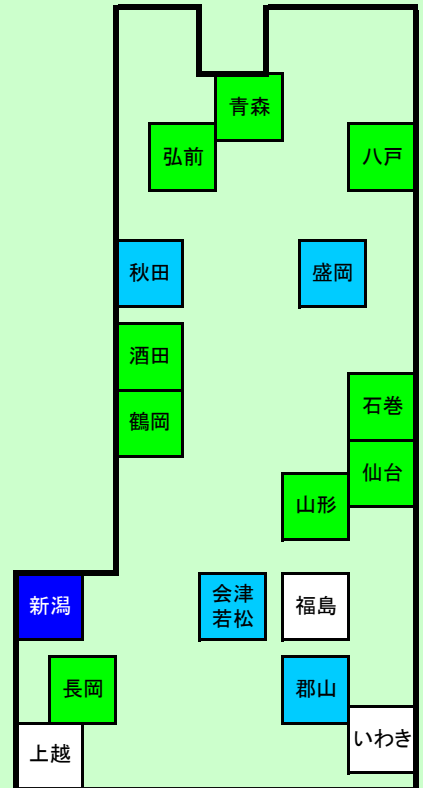 青森
弘前
八戸
秋田
盛岡
酒田
石巻
鶴岡
仙台
山形
新潟
会津
若松
福島
長岡
郡山
いわき
上越